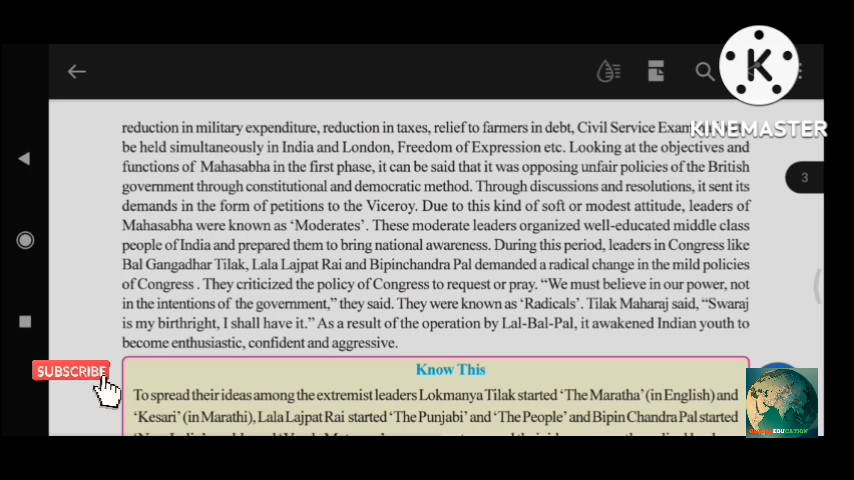 K
KINEMASTER
3
reduction in military expenditure, reduction in taxes, relief to farmers in debt, Civil Service
be held simultaneously in India and London, Freedom of Expression etc. Looking at the objectives and
functions of Mahasabha in the first phase, it can be said that it was opposing unfair policies of the British
government through constitutional and democratic method. Through discussions and resolutions, it sent its
demands in the form of petitions to the Viceroy. Due to this kind of soft or modest attitude, leaders of
Mahasabha were known as ‘Moderates’. These moderate leaders organized well-educated middle class
people of India and prepared them to bring national awareness. During this period, leaders in Congress like
Bal Gangadhar Tilak, Lala Lajpat Rai and Bipinchandra Pal demanded a radical change in the mild policies
of Congress . They criticized the policy of Congress to request or pray. “We must believe in our power, not
in the intentions of the government,” they said. They were known as ‘Radicals’. Tilak Maharaj said, “Swaraj
is my birthright, I shall have it.” As a result of the operation by Lal-Bal-Pal, it awakened Indian youth to
become enthusiastic, confident and aggressive.
SUBSCRIBE
Know This
To spread their ideas among the extremist leaders Lokmanya Tilak started ‘The Maratha’ (in English) and
‘Kesari’ (in Marathi), Lala Lajpat Rai started ‘The Punjabi’ and ‘The People’ and Bipin Chandra Pal started
EDUCATION